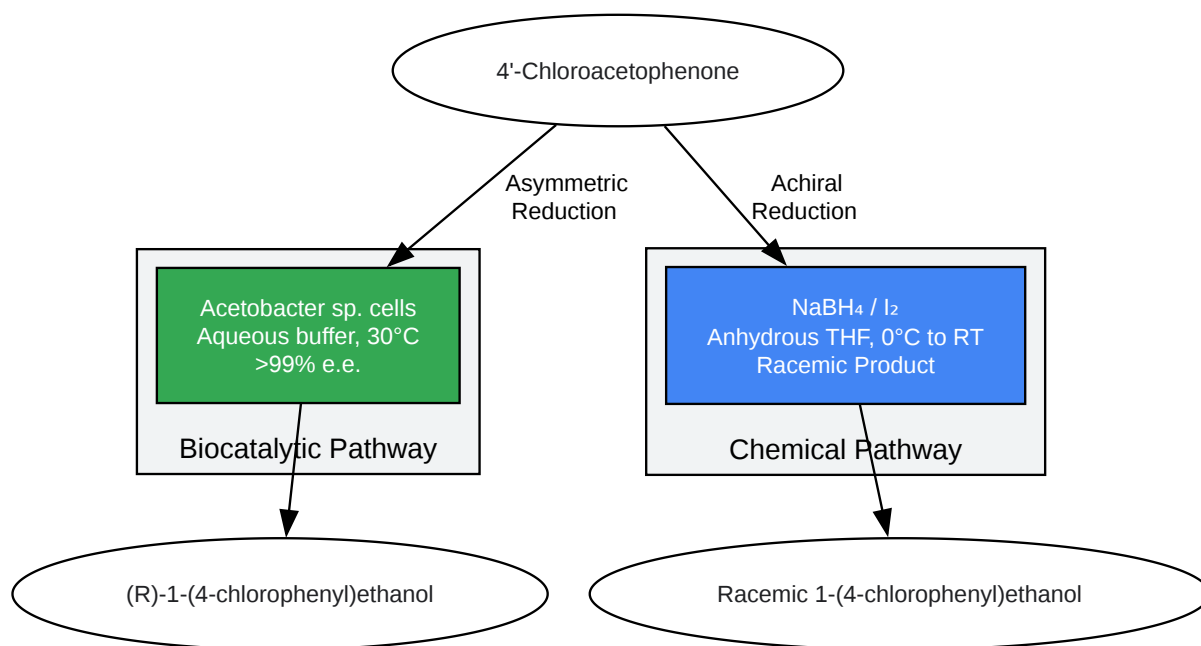 4'-Chloroacetophenone
Asymmetric
Reduction
Achiral
Reduction
Acetobacter sp. cells
Aqueous buffer, 30°C
>99% e.e.
NaBH₄ / I₂
Anhydrous THF, 0°C to RT
Racemic Product
Biocatalytic Pathway
Chemical Pathway
(R)-1-(4-chlorophenyl)ethanol
Racemic 1-(4-chlorophenyl)ethanol